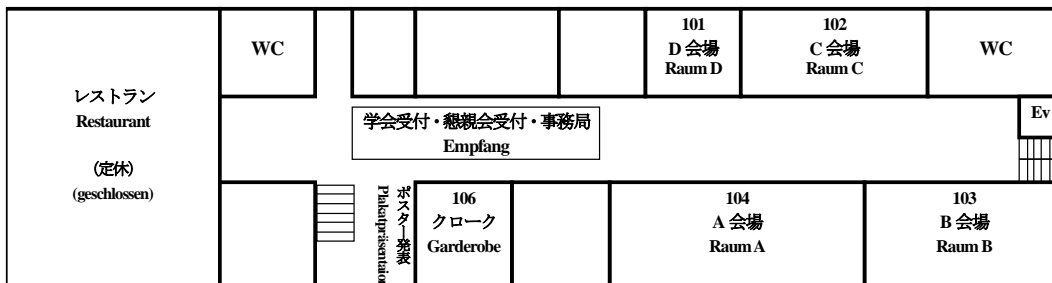 WC
101
D 会場
Raum D
102
C 会場
Raum C
WC
レストラン
Restaurant
(定休)
(geschlossen)
学会受付・懇親会受付・事務局
Empfang
Ev
ポスター発表
Plakatpräsentaion
106
クローク
Garderobe
104
A 会場
Raum A
103
B 会場
Raum B